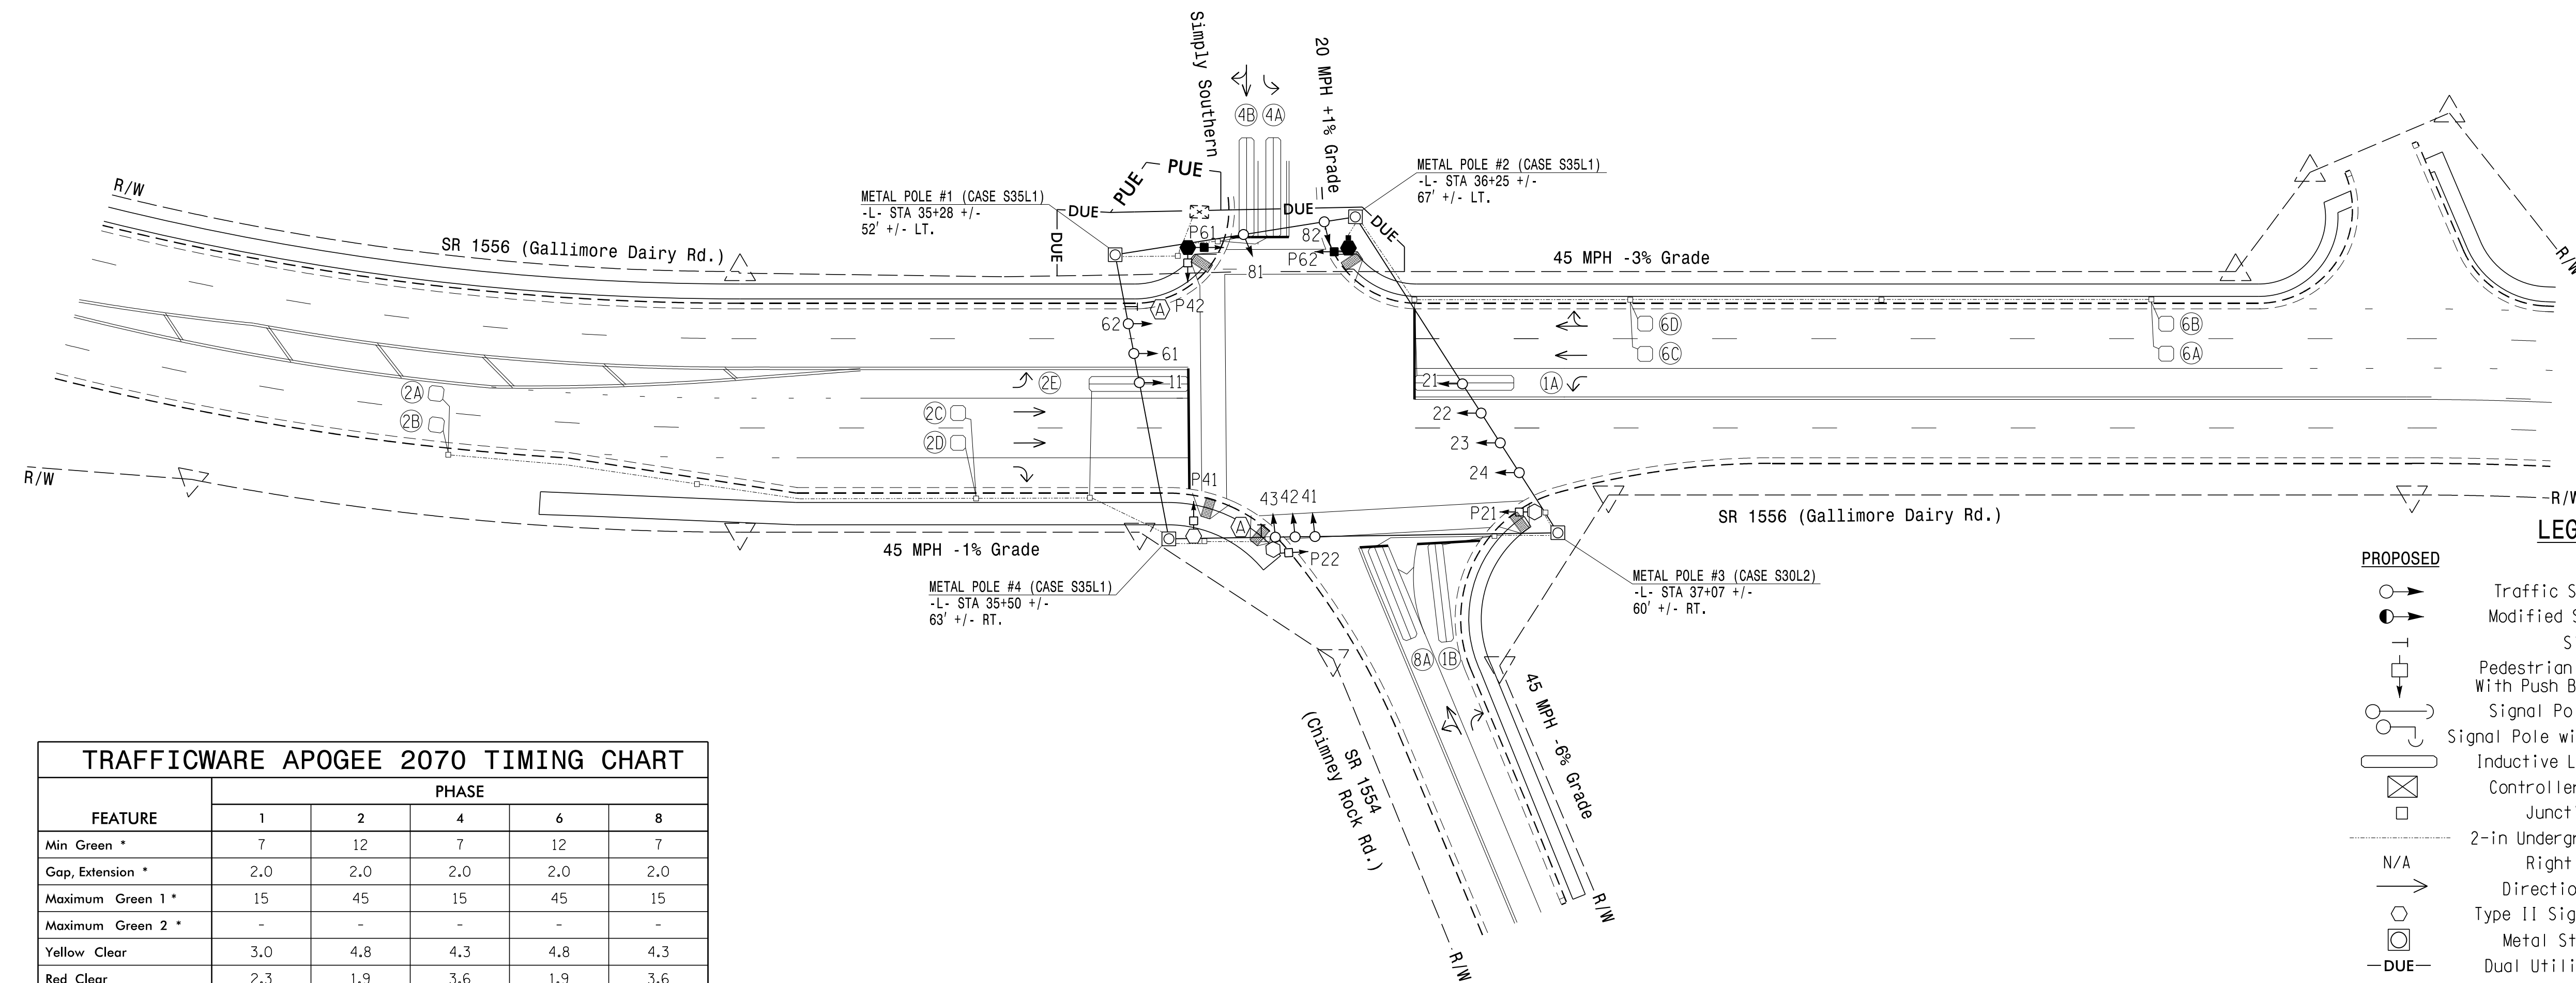 Simply Southern
20 MPH +1% Grade
4B
4A
PUE
PUE
METAL POLE #2 (CASE S35L1)
-L- STA 36+25 +/-
67' +/- LT.
METAL POLE #1 (CASE S35L1)
-L- STA 35+28 +/-
52' +/- LT.
R/W
DUE
DUE
DUE
DUE
P61
82
P62
81
SR 1556 (Gallimore Dairy Rd.)
45 MPH -3% Grade
R/W
A
P42
62
61
11
6D
6C
6B
6A
2A
2B
2E
2C
2D
21
1A
22
23
24
R/W
P41
43
42
41
A
P21
P22
SR 1556 (Gallimore Dairy Rd.)
R/W
45 MPH -1% Grade
METAL POLE #4 (CASE S35L1)
-L- STA 35+50 +/-
63' +/- RT.
METAL POLE #3 (CASE S30L2)
-L- STA 37+07 +/-
60' +/- RT.
8A
1B
45 MPH -6% Grade
SR 1554
(Chimney Rock Rd.)
R/W
R/W
TRAFFICWARE APOGEE 2070 TIMING CHART
FEATURE
PHASE
1 2 4 6 8
Min Green * 7 12 7 12 7
Gap, Extension * 2.0 2.0 2.0 2.0 2.0
Maximum Green 1 * 15 45 15 45 15
Maximum Green 2 * - - - - -
Yellow Clear 3.0 4.8 4.3 4.8 4.3
Red Clear 2.3 1.9 3.6 1.9 3.6
LEG
PROPOSED
Traffic S
Modified S
S
Pedestrian
With Push B
Signal Po
Signal Pole wi
Inductive L
Controller
Junct
2-in Undergr
N/A Right
Directio
Type II Sig
Metal St
DUE Dual Utili